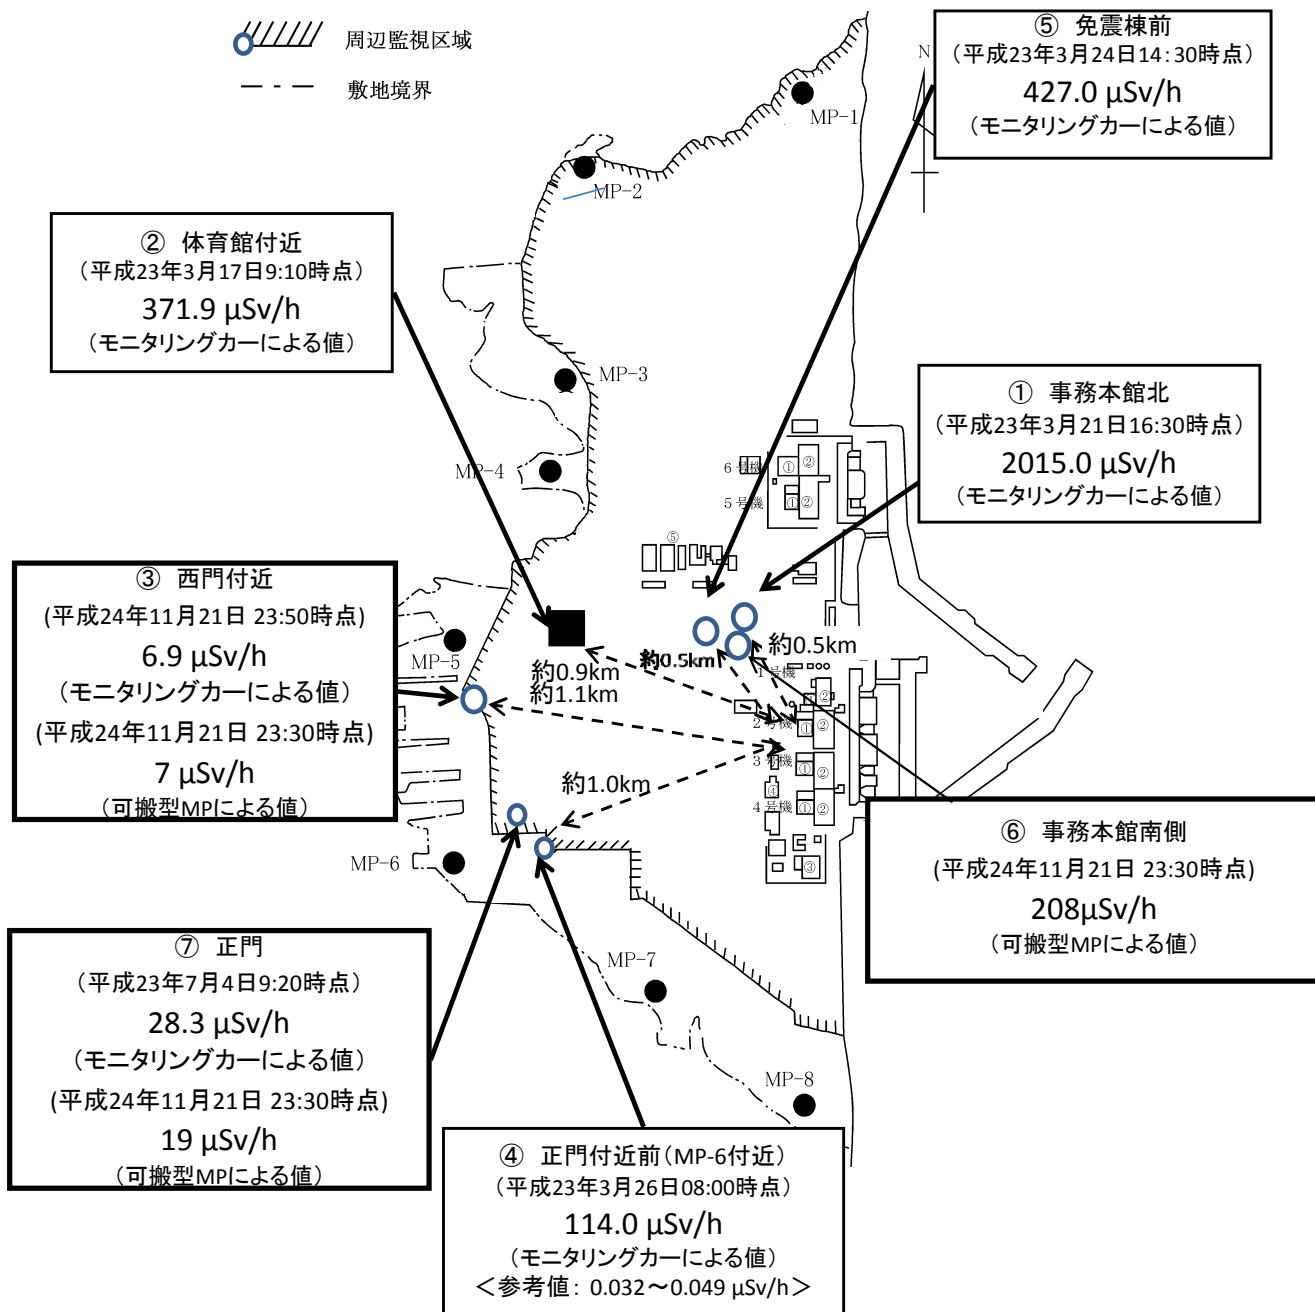 周辺監視区域
敷地境界
⑤ 免震棟前
(平成23年3月24日14:30時点)
427.0 μSv/h
(モニタリングカーによる値)
N
MP-1
MP-2
② 体育館付近
(平成23年3月17日9:10時点)
371.9 μSv/h
(モニタリングカーによる値)
MP-3
① 事務本館北
(平成23年3月21日16:30時点)
2015.0 μSv/h
(モニタリングカーによる値)
MP-4
6号機
①
②
5号機
①
②
⑤
③ 西門付近
(平成24年11月21日 23:50時点)
6.9 μSv/h
(モニタリングカーによる値)
(平成24年11月21日 23:30時点)
7 μSv/h
(可搬型MPによる値)
MP-5
約0.9km
約1.1km
約0.5km
約0.5km
1号機
②
2号機
①
②
3号機
①
②
約1.0km
④
4号機
①
②
③
MP-6
⑥ 事務本館南側
(平成24年11月21日 23:30時点)
208μSv/h
(可搬型MPによる値)
⑦ 正門
(平成23年7月4日9:20時点)
28.3 μSv/h
(モニタリングカーによる値)
(平成24年11月21日 23:30時点)
19 μSv/h
(可搬型MPによる値)
MP-7
MP-8
④ 正門付近前(MP-6付近)
(平成23年3月26日08:00時点)
114.0 μSv/h
(モニタリングカーによる値)
＜参考値: 0.032～0.049 μSv/h＞